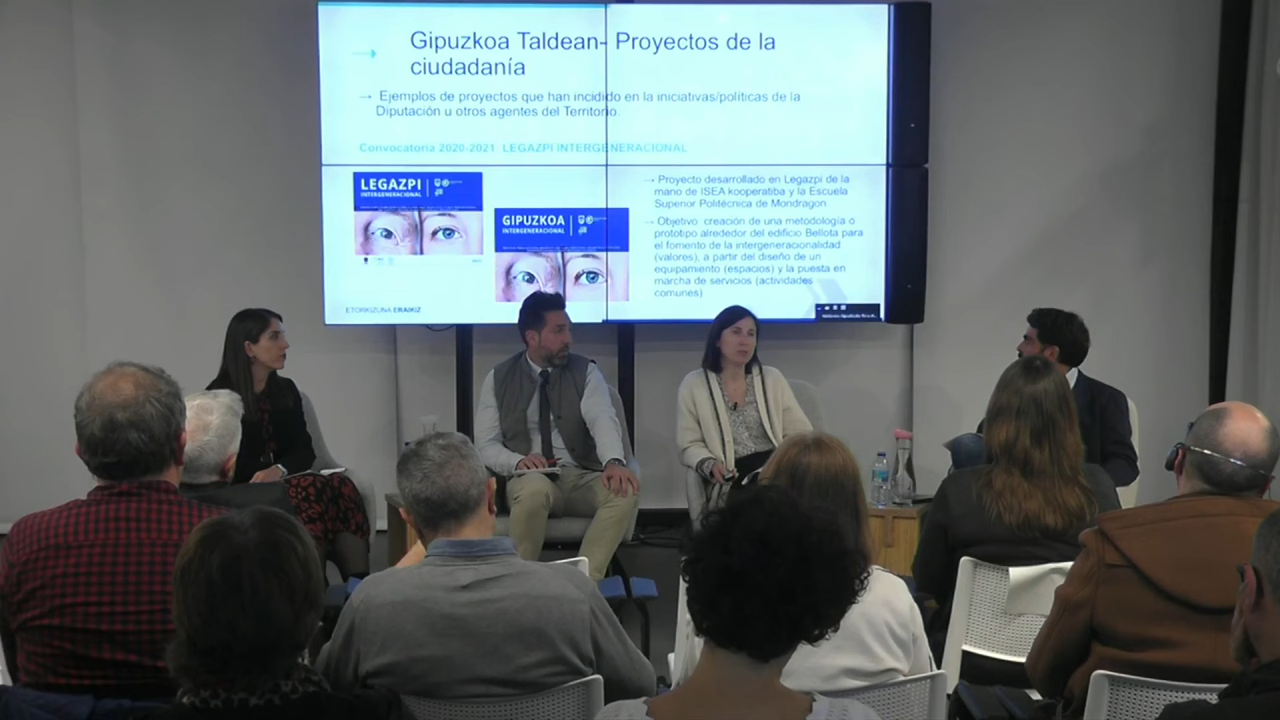 Gipuzkoa Taldean- Proyectos de la
ciudadanía
→ Ejemplos de proyectos que han incidido en la iniciativas/políticas de la
Diputación u otros agentes del Territorio.
Convocatoria 2020-2021 LEGAZPI INTERGENERACIONAL
LEGAZPI
INTERGENERACIONAL
GIPUZKOA
INTERGENERACIONAL
→ Proyecto desarrollado en Legazpi de la
mano de ISEA kooperatiba y la Escuela
Superior Politécnica de Mondragon
→ Objetivo: creación de una metodología o
prototipo alrededor del edificio Bellota para
el fomento de la intergeneracionalidad
(valores), a partir del diseño de un
equipamiento (espacios) y la puesta en
marcha de servicios (actividades
comunes)
ETORKIZUNA ERAIKIZ